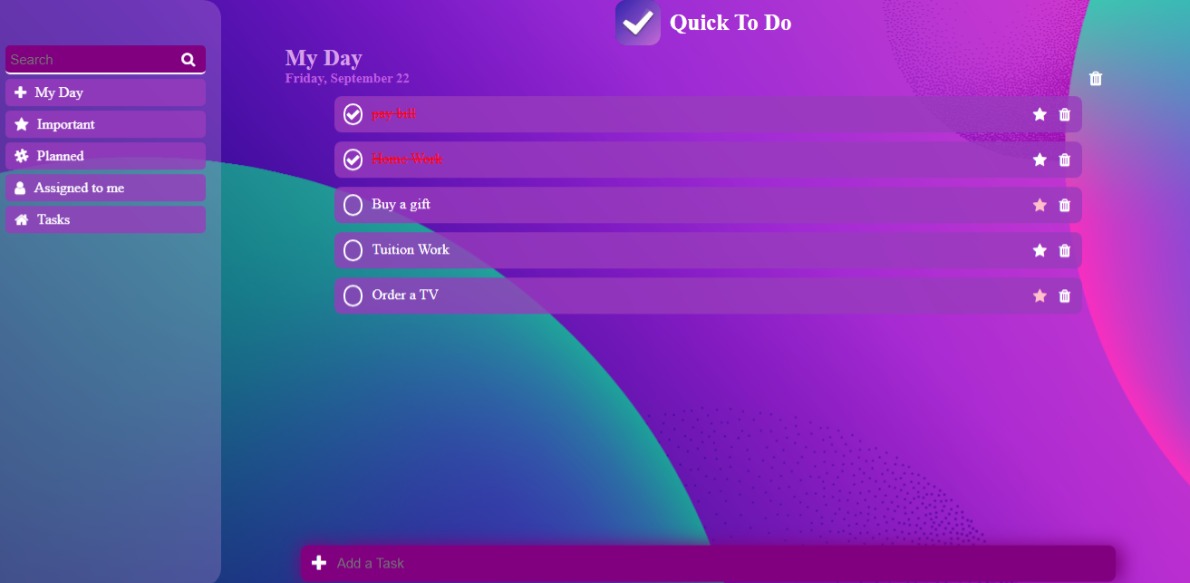 Quick To Do
Search
My Day
Important
Planned
Assigned to me
Tasks
My Day
Friday, September 22
pay bill
Home Work
Buy a gift
Tuition Work
Order a TV
Add a Task